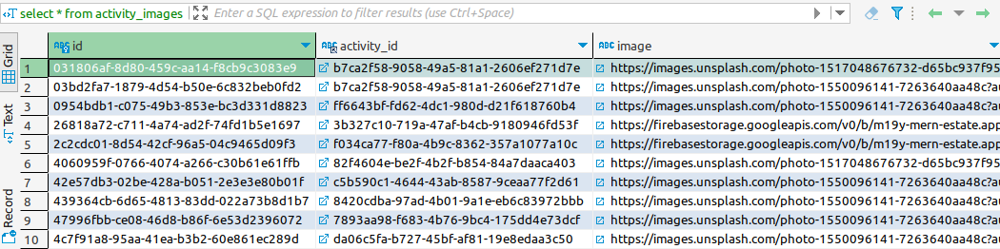 select * from activity_images Enter a SQL expression to filter results (use Ctrl+Space)
Grid
Text
Record
id activity_id image
1 031806af-8d80-459c-aa14-f8cb9c3083e9 b7ca2f58-9058-49a5-81a1-2606ef271d7e https://images.unsplash.com/photo-1517048676732-d65bc937f95
2 03bd2fa7-1879-4d54-b50e-6c832beb0fd2 b7ca2f58-9058-49a5-81a1-2606ef271d7e https://images.unsplash.com/photo-1550096141-7263640aa48c?au
3 0954bdb1-c075-49b3-853e-bc3d331d8823 ff6643bf-fd62-4dc1-980d-d21f618760b4 https://images.unsplash.com/photo-1550096141-7263640aa48c?au
4 26818a72-c711-4a74-ad2f-74fd1b5e1697 3b327c10-719a-47af-b4cb-9180946fd53f https://firebasestorage.googleapis.com/v0/b/m19y-mern-estate.app
5 2c2cdc01-8d54-42cf-96a5-04c9465d09f3 f034ca77-f80a-4b9c-8362-357a1077a10c https://firebasestorage.googleapis.com/v0/b/m19y-mern-estate.app
6 4060959f-0766-4074-a266-c30b61e61ffb 82f4604e-be2f-4b2f-b854-84a7daaca403 https://images.unsplash.com/photo-1517048676732-d65bc937f95
7 42e57db3-02be-428a-b051-2e3e3e80b01f c5b590c1-4644-43ab-8587-9ceaa77f2d61 https://images.unsplash.com/photo-1550096141-7263640aa48c?au
8 439364cb-6d65-4813-83dd-022a73b8d1b7 8420cdba-97ad-4b01-9a1e-eb6c83972bbb https://images.unsplash.com/photo-1550096141-7263640aa48c?au
9 47996fbb-ce08-46d8-b86f-6e53d2396072 7893aa98-f683-4b76-9bc4-175dd4e73dcf https://images.unsplash.com/photo-1550096141-7263640aa48c?au
10 4c7f91a8-95aa-41ea-b3b2-60e861ec289d da06c5fa-b727-45bf-af81-19e8edaa3c50 https://images.unsplash.com/photo-1550096141-7263640aa48c?au